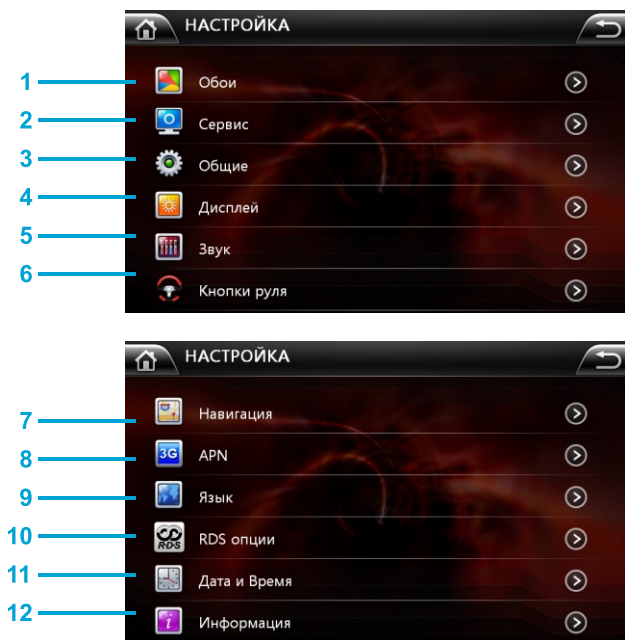 НАСТРОЙКА
1 Обои
2 Сервис
3 Общие
4 Дисплей
5 Звук
6 Кнопки руля
НАСТРОЙКА
7 Навигация
8 3G APN
9 Язык
10 R·D·S RDS опции
11 Дата и Время
12 i Информация